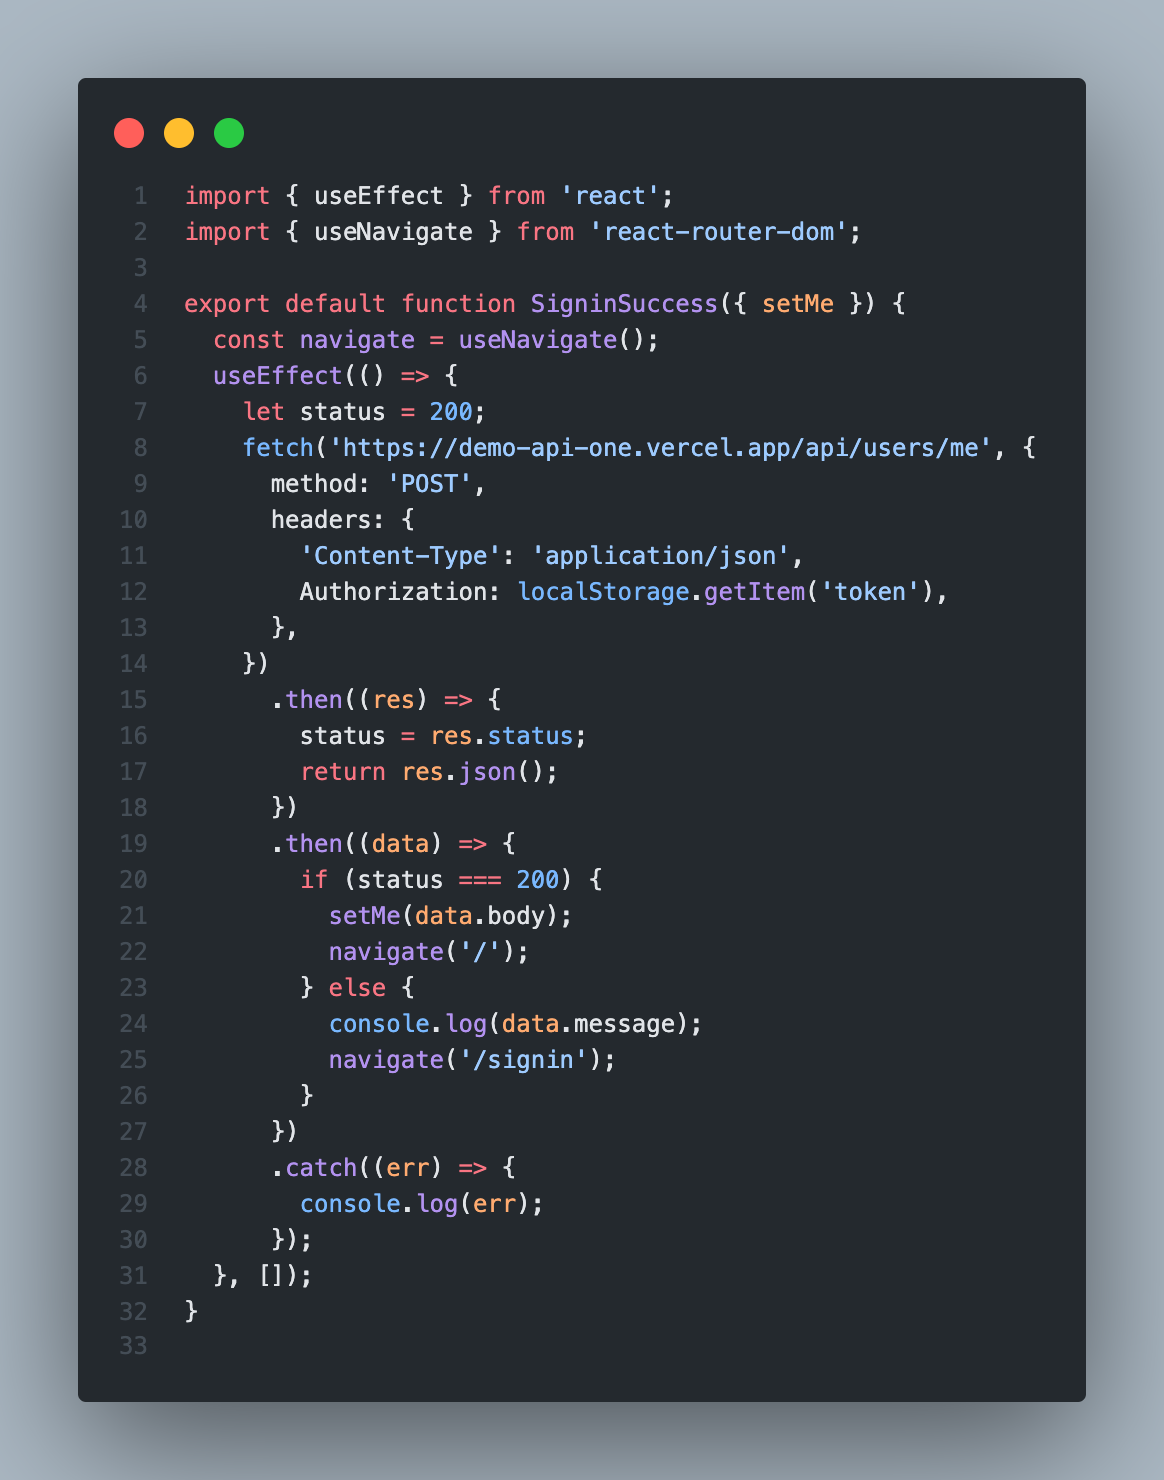 1 import { useEffect } from 'react';
2 import { useNavigate } from 'react-router-dom';
3
4 export default function SigninSuccess({ setMe }) {
5   const navigate = useNavigate();
6   useEffect(() => {
7     let status = 200;
8     fetch('https://demo-api-one.vercel.app/api/users/me', {
9       method: 'POST',
10       headers: {
11         'Content-Type': 'application/json',
12         Authorization: localStorage.getItem('token'),
13       },
14     })
15       .then((res) => {
16         status = res.status;
17         return res.json();
18       })
19       .then((data) => {
20         if (status === 200) {
21           setMe(data.body);
22           navigate('/');
23         } else {
24           console.log(data.message);
25           navigate('/signin');
26         }
27       })
28       .catch((err) => {
29         console.log(err);
30       });
31   }, []);
32 }
33